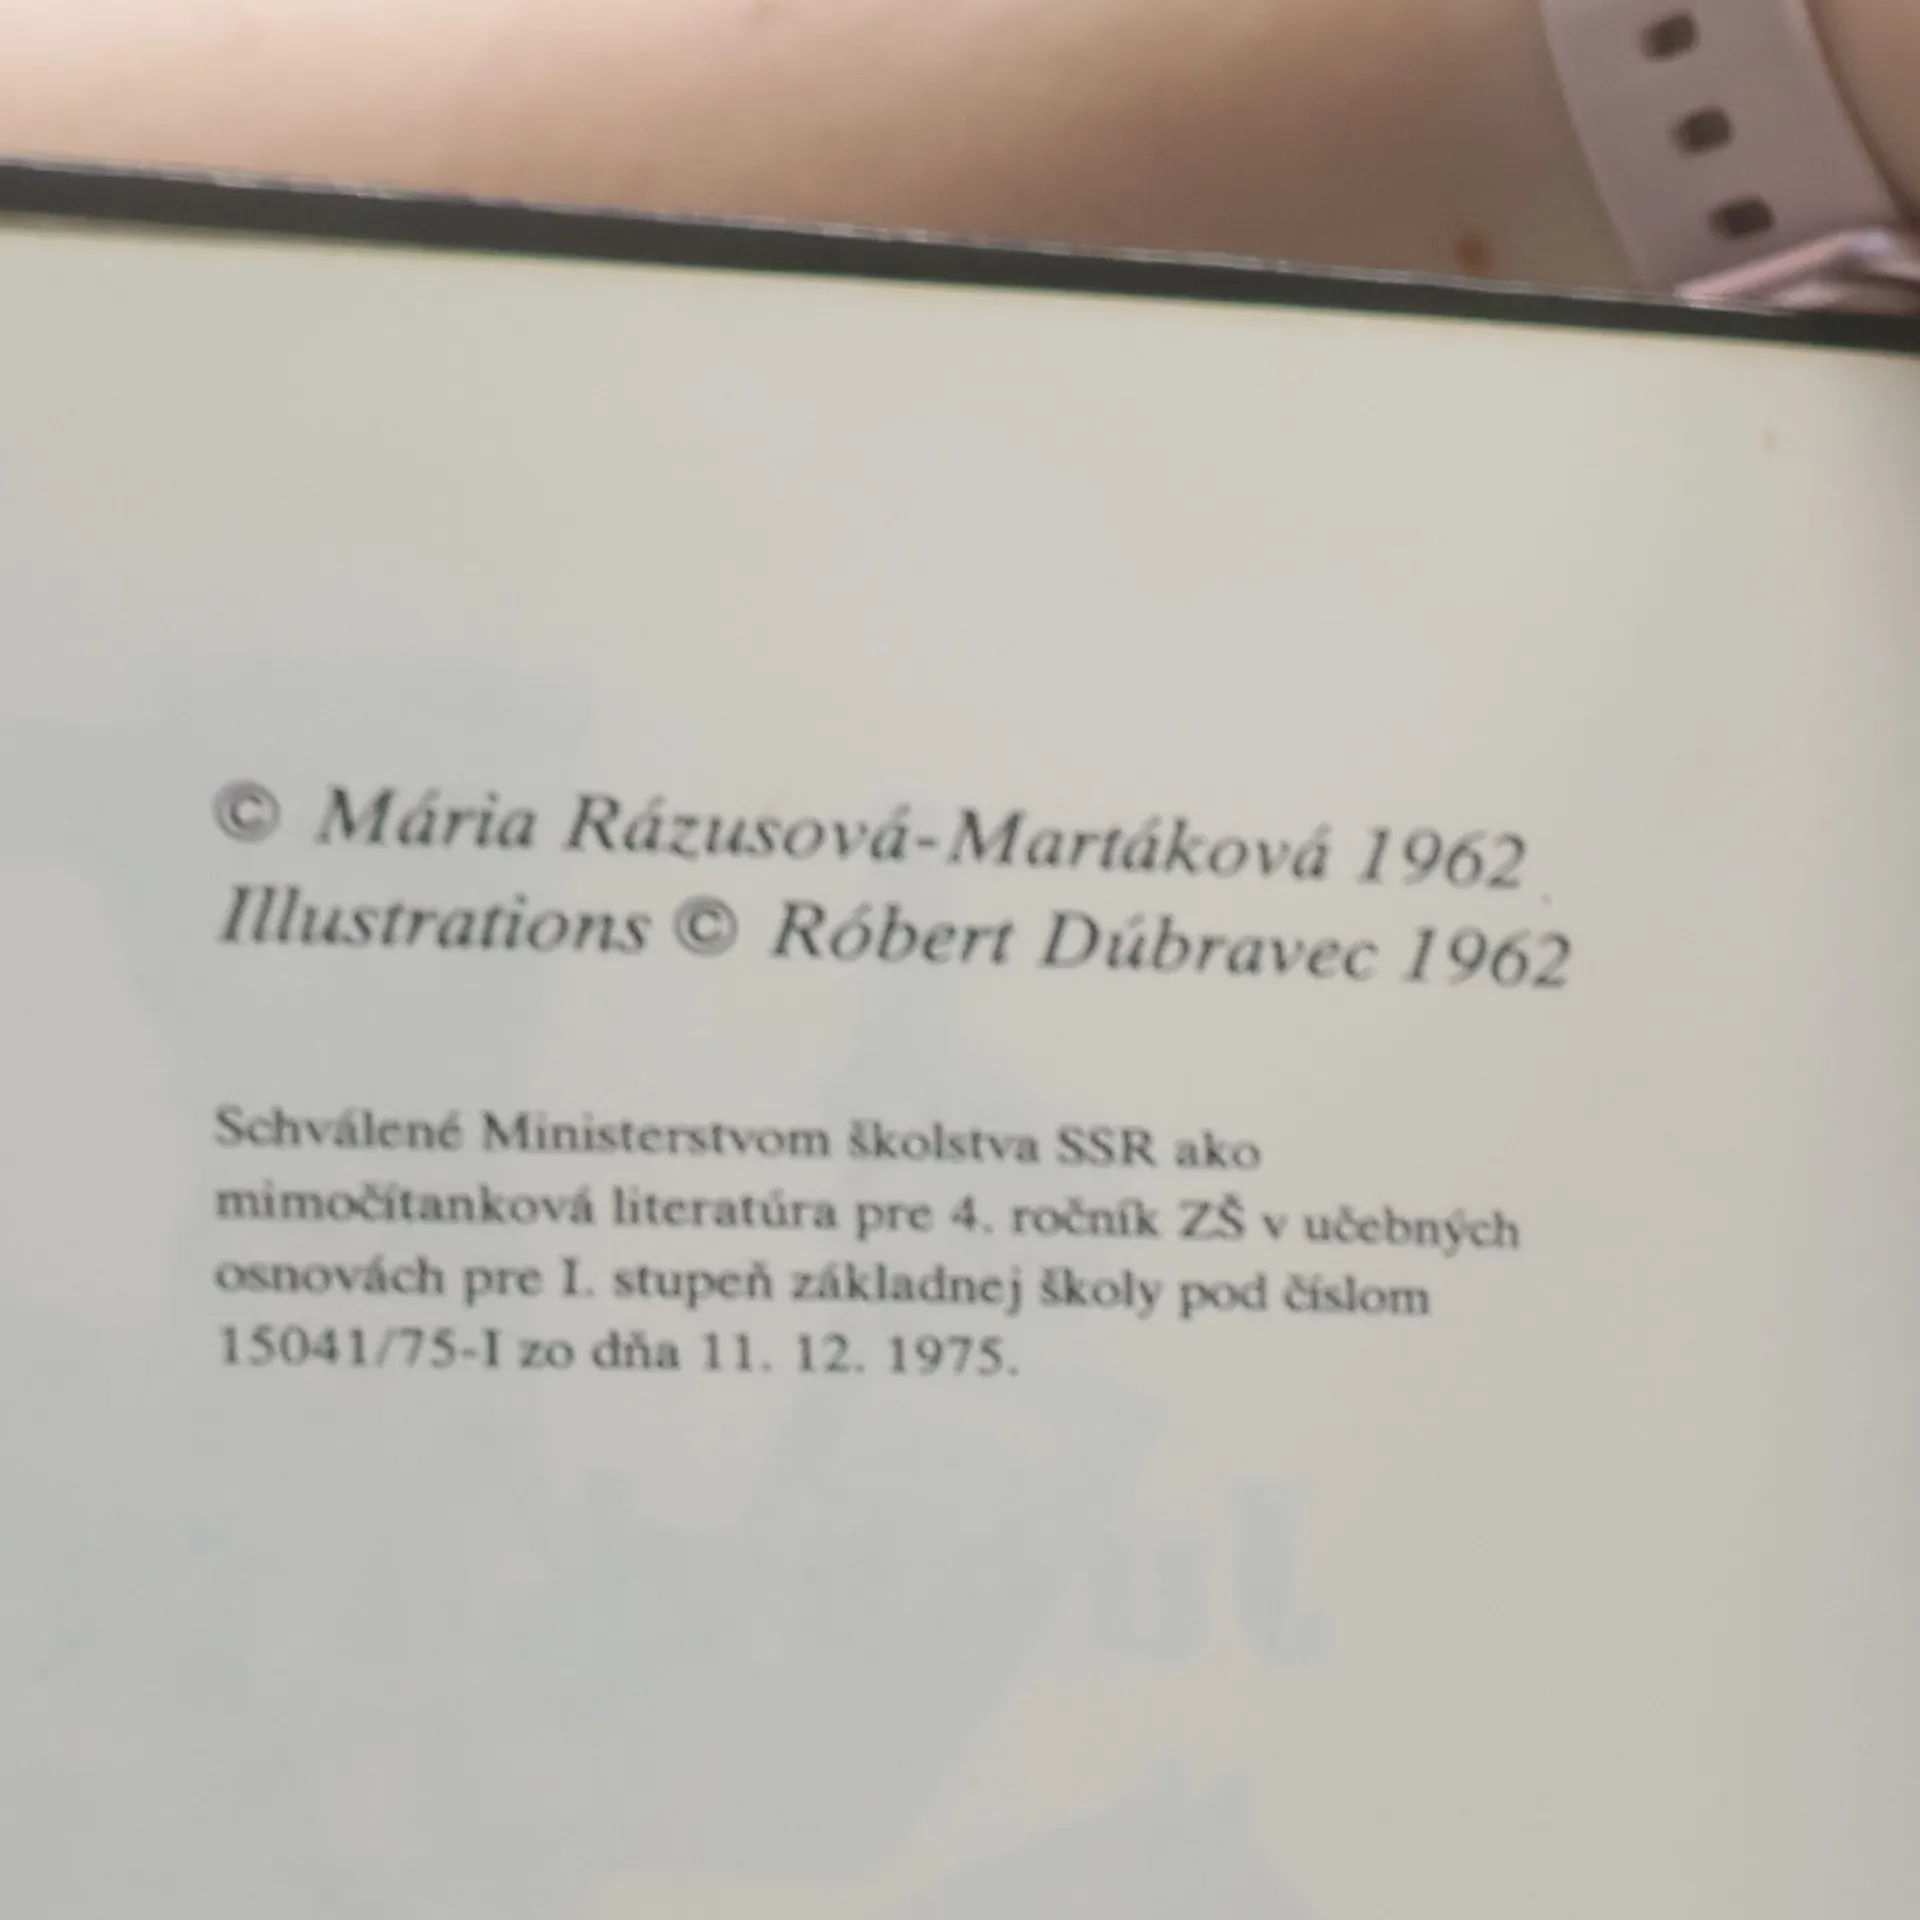 © Mária Rázusová-Martáková 1962
Illustrations © Róbert Dúbravec 1962
Schválené Ministerstvom školstva SSR ako
mimočítanková literatúra pre 4. ročník ZŠ v učebných
osnovách pre I. stupeň základnej školy pod číslom
15041/75-I zo dňa 11. 12. 1975.